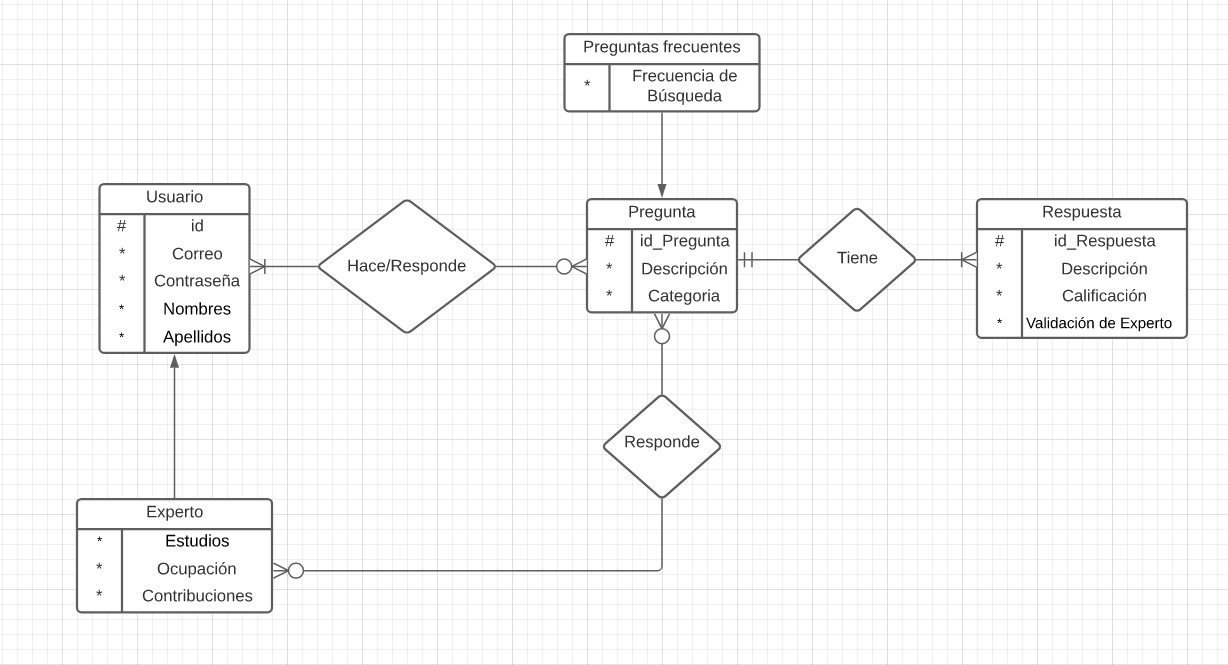 Preguntas frecuentes
* Frecuencia de
Búsqueda
Usuario
# id
* Correo
* Contraseña
* Nombres
* Apellidos
Hace/Responde
Pregunta
# id_Pregunta
* Descripción
* Categoria
Tiene
Respuesta
# id_Respuesta
* Descripción
* Calificación
* Validación de Experto
Responde
Experto
* Estudios
* Ocupación
* Contribuciones